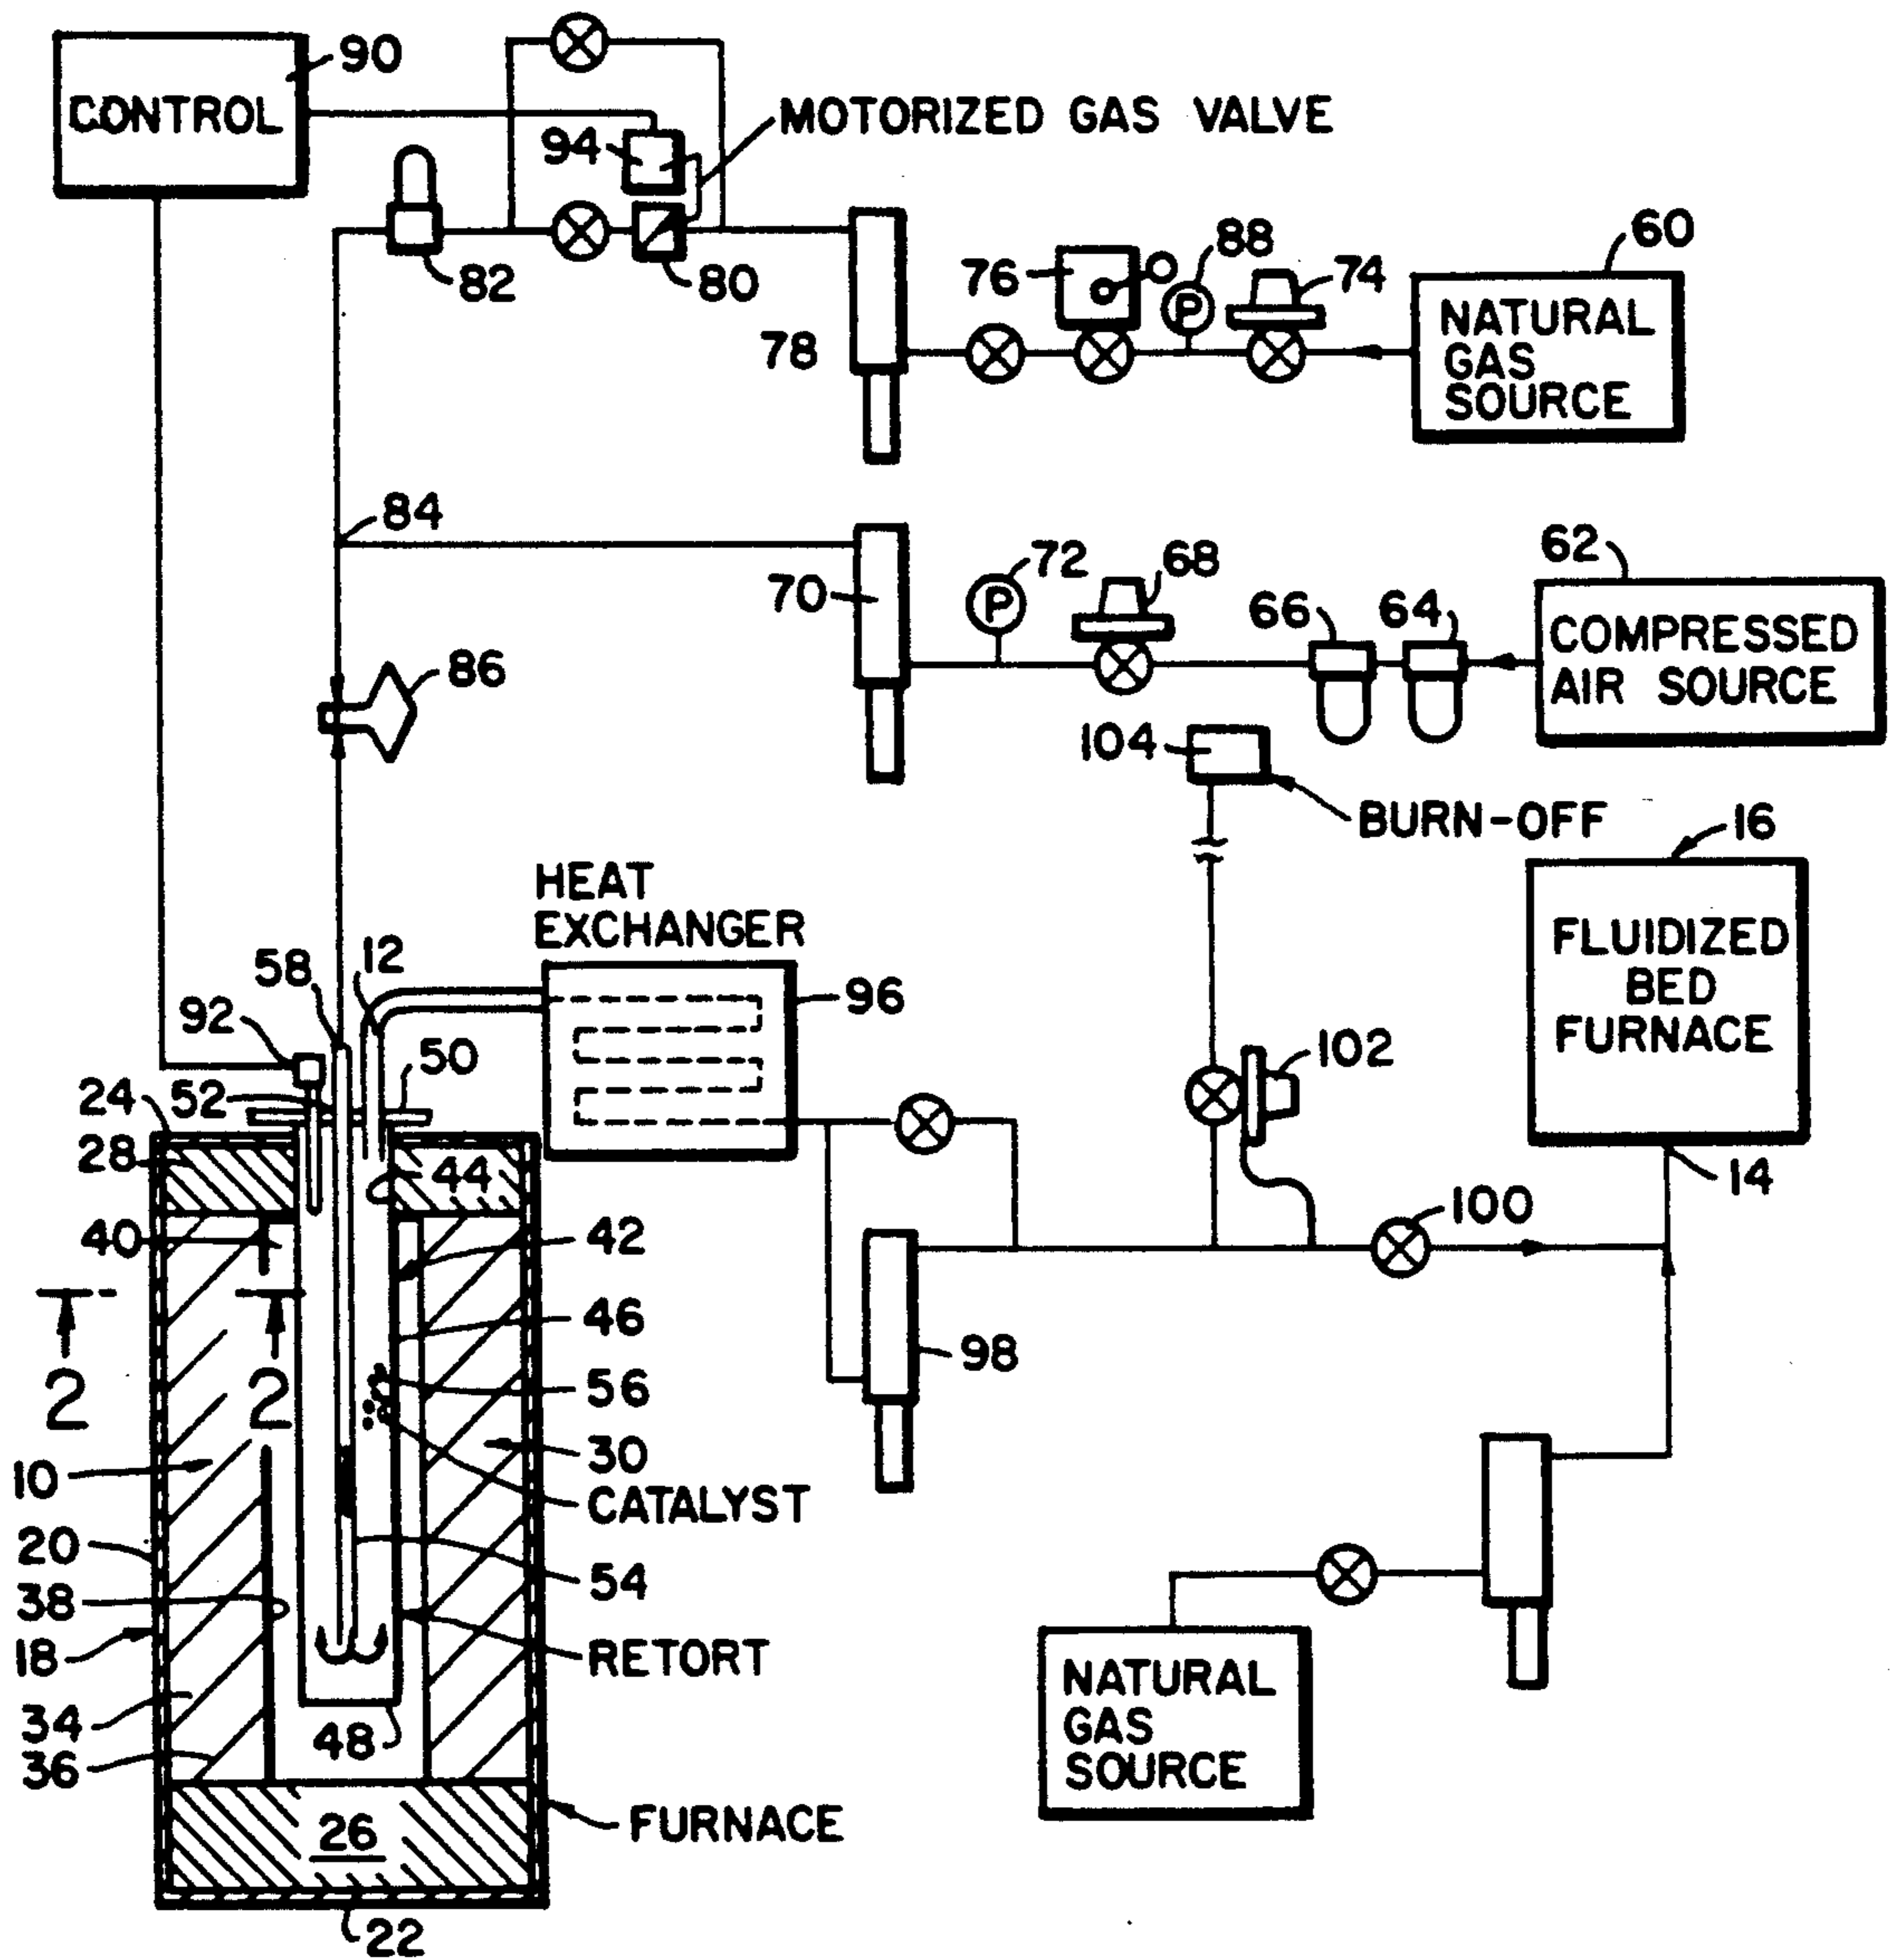 90
CONTROL
MOTORIZED GAS VALVE
94
82
80
76
88
74
60
NATURAL
GAS
SOURCE
78
P
84
72
68
62
70
P
66
64
COMPRESSED
AIR SOURCE
86
104
BURN-OFF
16
HEAT
EXCHANGER
FLUIDIZED
BED
FURNACE
58
12
96
92
50
102
24
52
28
44
14
40
42
100
46
2
2
56
98
10
30
CATALYST
20
54
38
18
RETORT
34
48
36
NATURAL
GAS
SOURCE
26
FURNACE
22